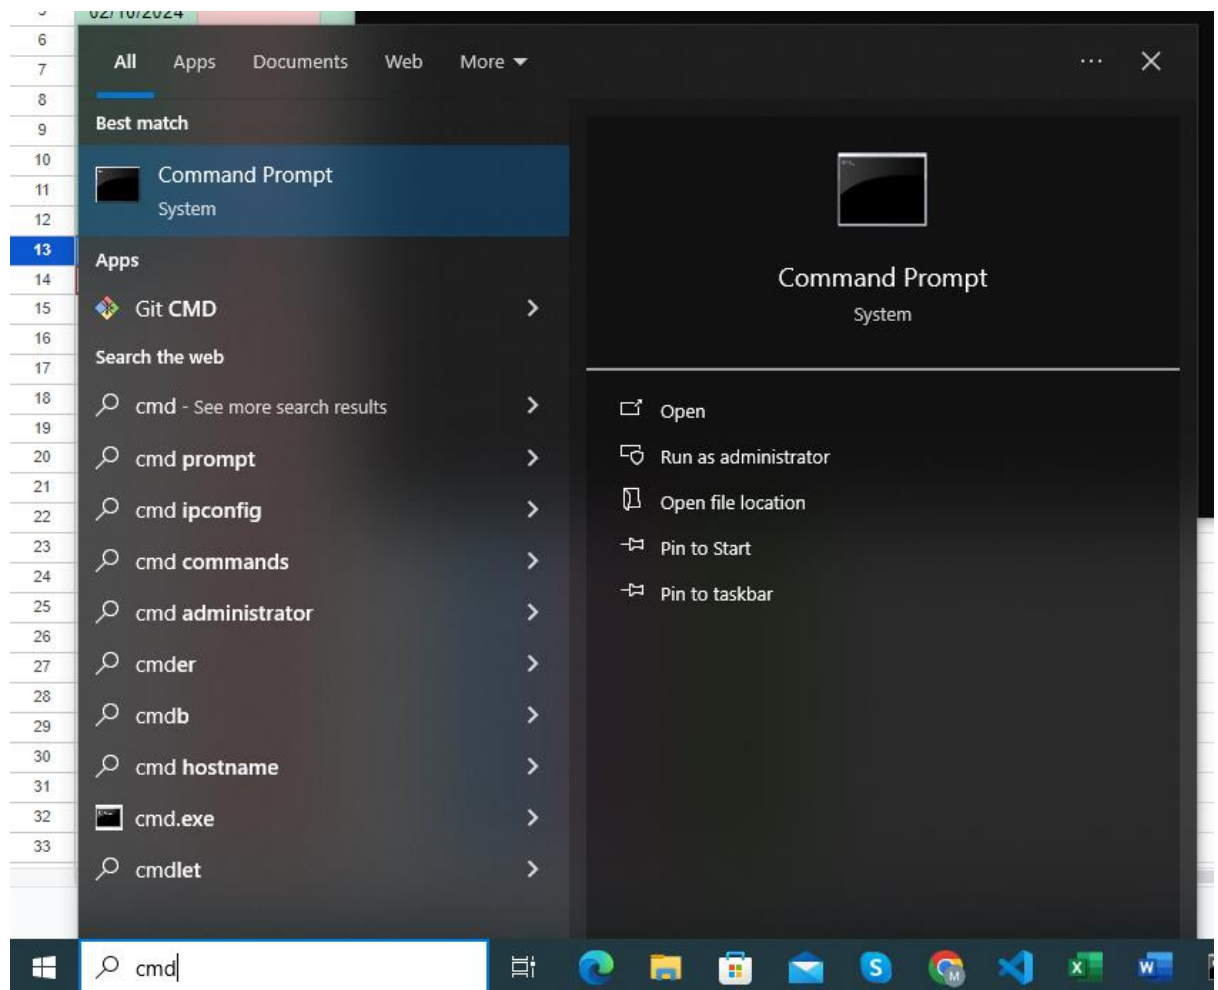 02/10/2024
6
7
8
9
10
11
12
13
14
15
16
17
18
19
20
21
22
23
24
25
26
27
28
29
30
31
32
33
All Apps Documents Web More
Best match
Command Prompt
System
Apps
Git CMD
Search the web
cmd - See more search results
cmd prompt
cmd ipconfig
cmd commands
cmd administrator
cmder
cmdb
cmd hostname
cmd.exe
cmdlet
Command Prompt
System
Open
Run as administrator
Open file location
Pin to Start
Pin to taskbar
cmd